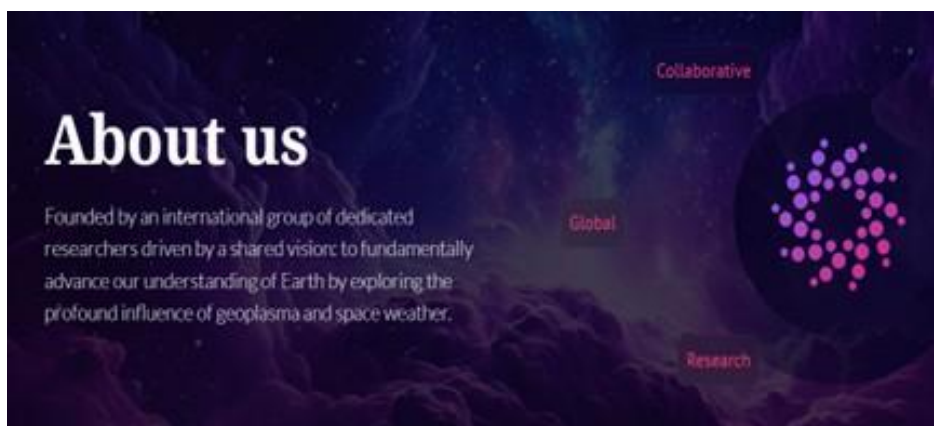 About us
Founded by an international group of dedicated
researchers driven by a shared vision: to fundamentally
advance our understanding of Earth by exploring the
profound influence of geoplasma and space weather.
Collaborative
Global
Research